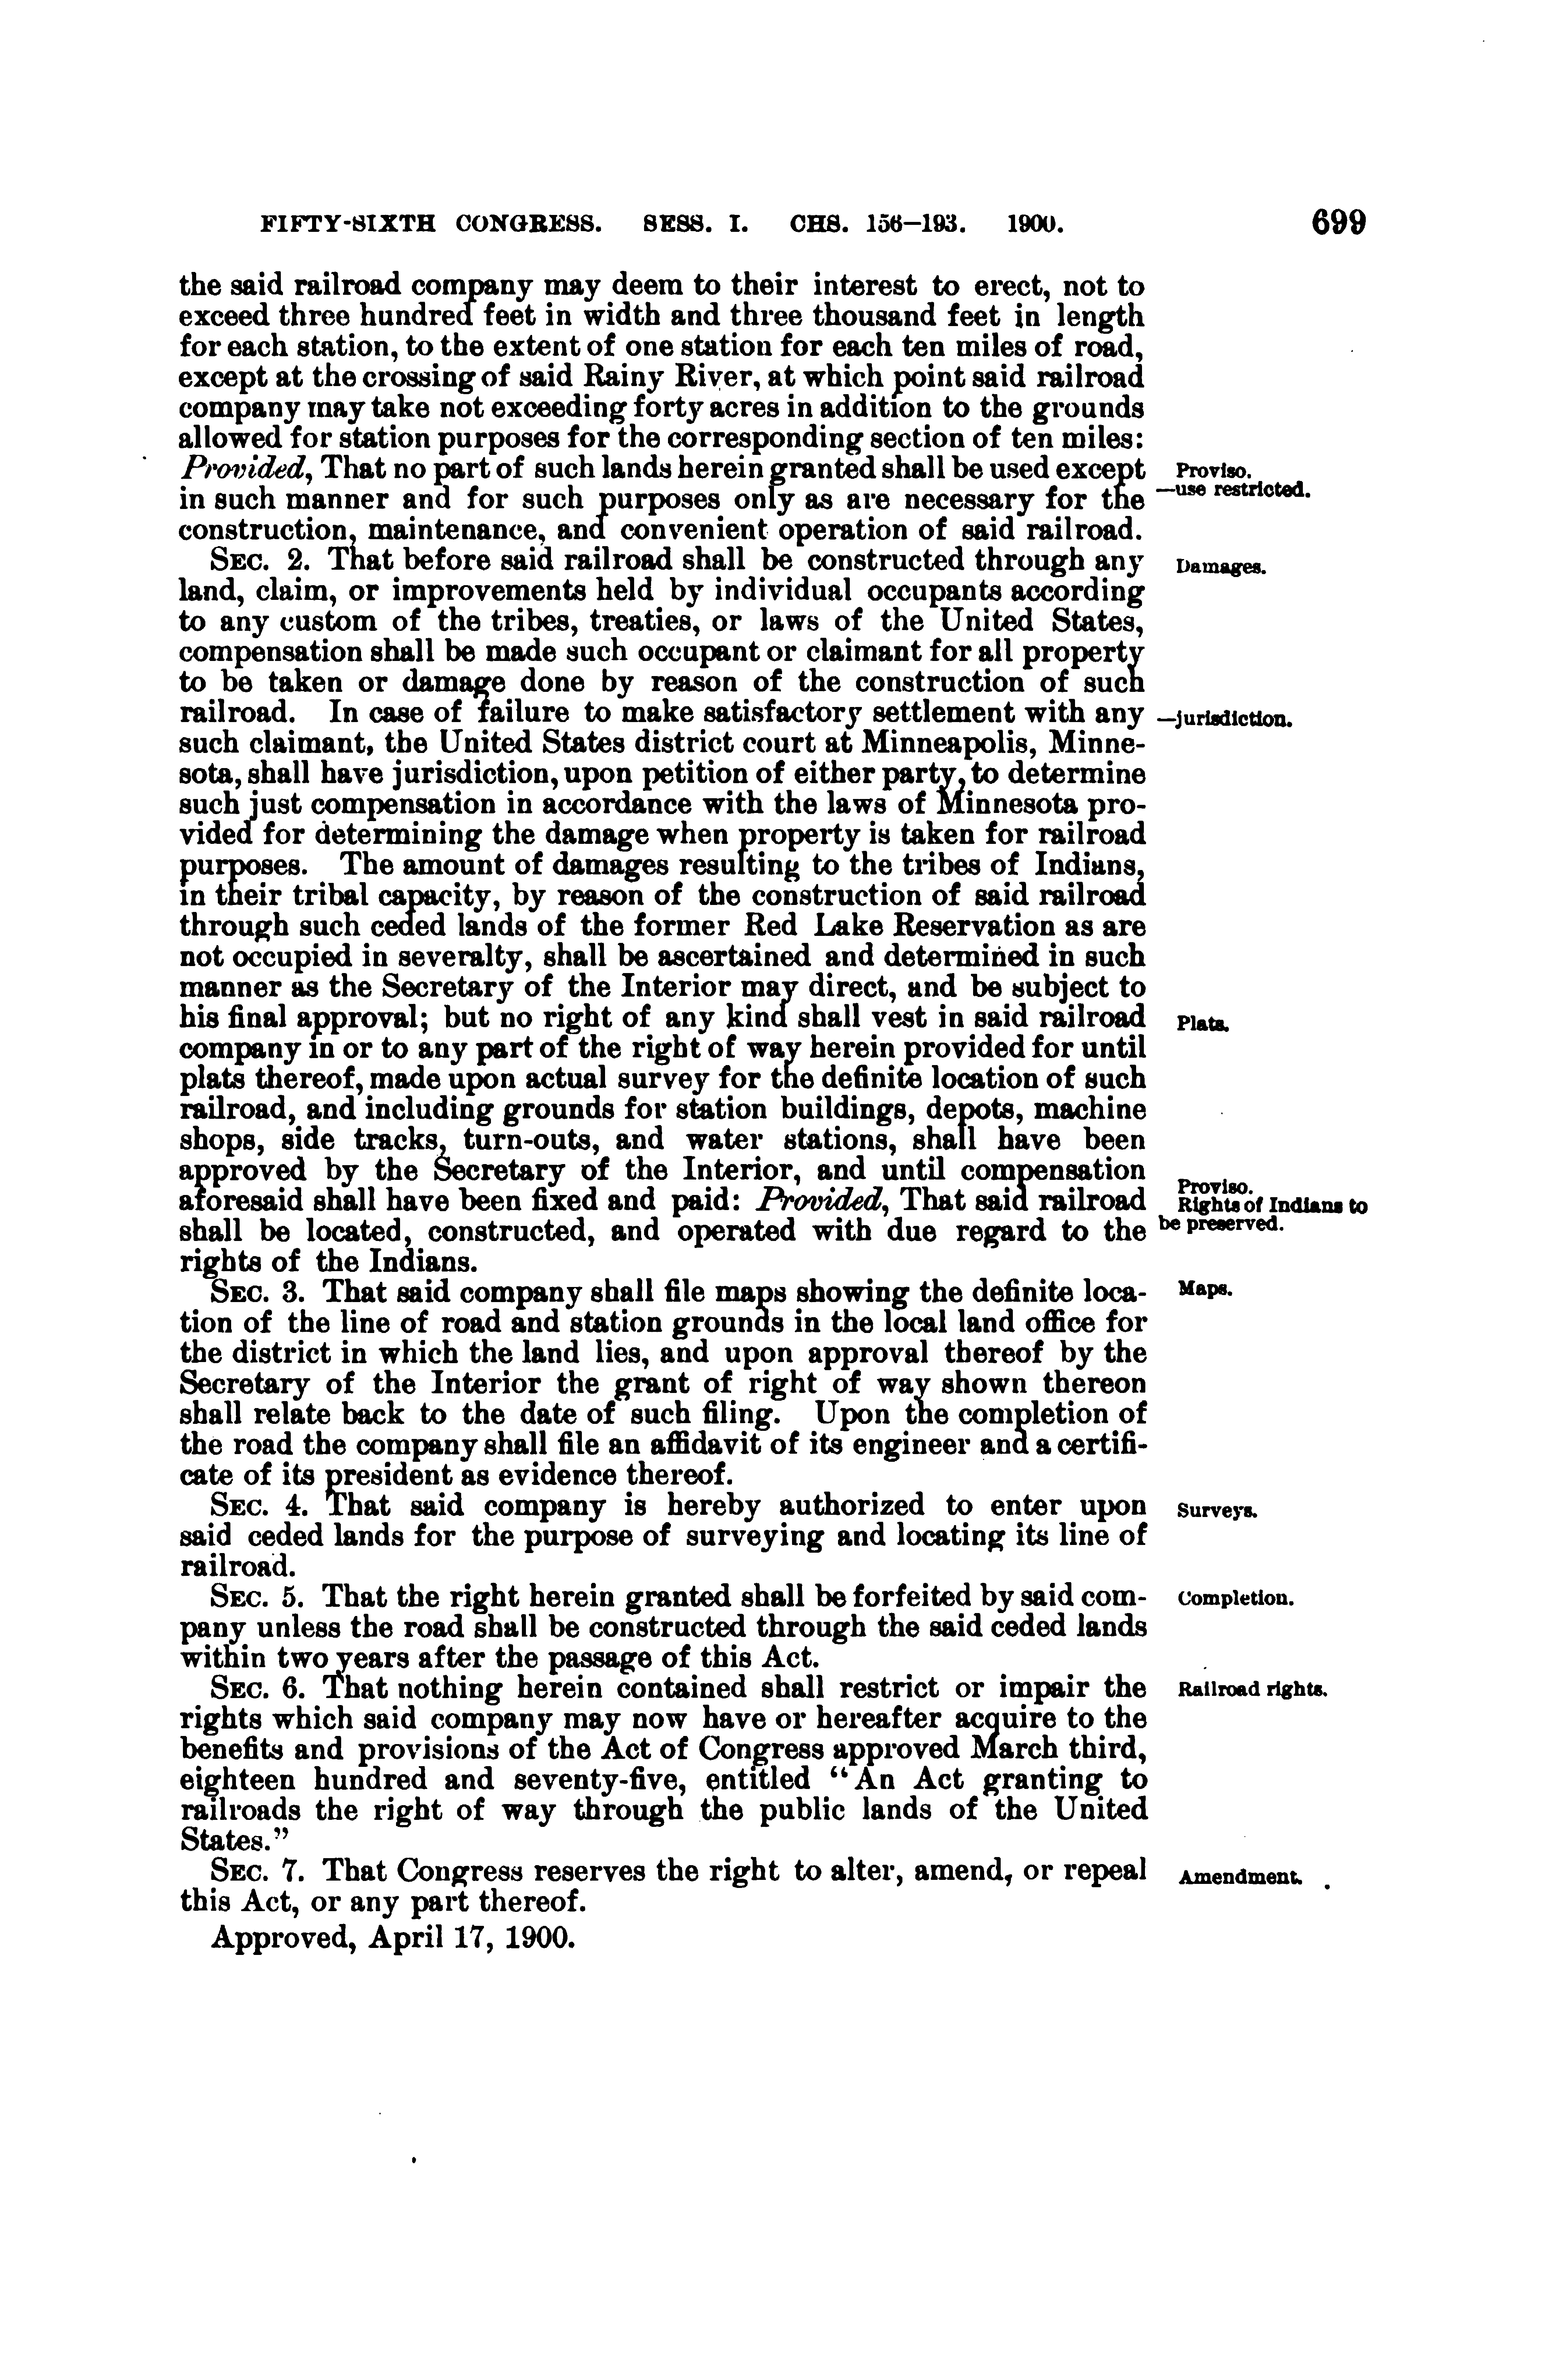 FIFTY-SIXTH CONGRESS. SESS. I. CHS. 156–193. 1900. 699
the said railroad company may deem to their interest to erect, not to
exceed three hundred feet in width and three thousand feet in length
for each station, to the extent of one station for each ten miles of road,
except at the crossing of said Rainy River, at which point said railroad
company may take not exceeding forty acres in addition to the grounds
allowed for station purposes for the corresponding section of ten miles:
Provided, That no part of such lands herein granted shall be used except
Proviso.
in such manner and for such purposes only as are necessary for the
—use restricted.
construction, maintenance, and convenient operation of said railroad.
SEC. 2. That before said railroad shall be constructed through any
Damages.
land, claim, or improvements held by individual occupants according
to any custom of the tribes, treaties, or laws of the United States,
compensation shall be made such occupant or claimant for all property
to be taken or damage done by reason of the construction of such
railroad. In case of failure to make satisfactory settlement with any
—jurisdiction.
such claimant, the United States district court at Minneapolis, Minne-
sota, shall have jurisdiction, upon petition of either party, to determine
such just compensation in accordance with the laws of Minnesota pro-
vided for determining the damage when property is taken for railroad
purposes. The amount of damages resulting to the tribes of Indians,
in their tribal capacity, by reason of the construction of said railroad
through such ceded lands of the former Red Lake Reservation as are
not occupied in severalty, shall be ascertained and determined in such
manner as the Secretary of the Interior may direct, and be subject to
his final approval; but no right of any kind shall vest in said railroad
Plats.
company in or to any part of the right of way herein provided for until
plats thereof, made upon actual survey for the definite location of such
railroad, and including grounds for station buildings, depots, machine
shops, side tracks, turn-outs, and water stations, shall have been
approved by the Secretary of the Interior, and until compensation
aforesaid shall have been fixed and paid: Provided, That said railroad
Proviso.
Rights of Indians to
shall be located, constructed, and operated with due regard to the
be preserved.
rights of the Indians.
SEC. 3. That said company shall file maps showing the definite loca-
Maps.
tion of the line of road and station grounds in the local land office for
the district in which the land lies, and upon approval thereof by the
Secretary of the Interior the grant of right of way shown thereon
shall relate back to the date of such filing. Upon the completion of
the road the company shall file an affidavit of its engineer and a certifi-
cate of its president as evidence thereof.
SEC. 4. That said company is hereby authorized to enter upon
Surveys.
said ceded lands for the purpose of surveying and locating its line of
railroad.
SEC. 5. That the right herein granted shall be forfeited by said com-
Completion.
pany unless the road shall be constructed through the said ceded lands
within two years after the passage of this Act.
SEC. 6. That nothing herein contained shall restrict or impair the
Railroad rights.
rights which said company may now have or hereafter acquire to the
benefits and provisions of the Act of Congress approved March third,
eighteen hundred and seventy-five, entitled “An Act granting to
railroads the right of way through the public lands of the United
States.”
SEC. 7. That Congress reserves the right to alter, amend, or repeal
Amendment.
this Act, or any part thereof.
Approved, April 17, 1900.